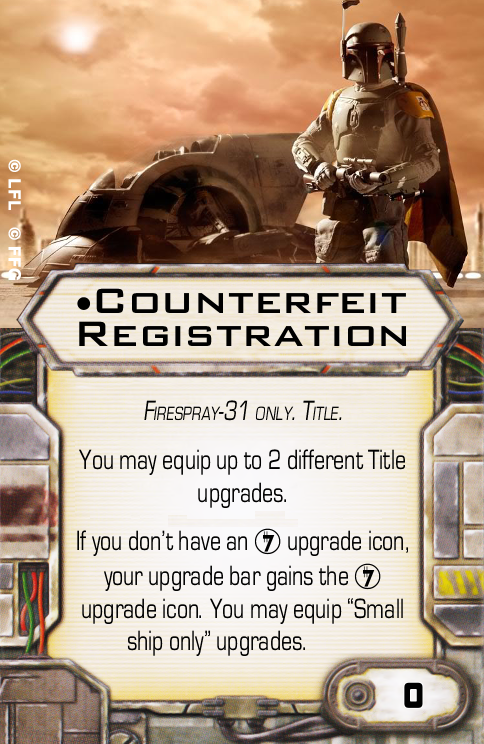 © LFL © FFG
•Counterfeit
Registration
Firespray-31 only. Title.
You may equip up to 2 different Title
upgrades.
If you don't have an upgrade icon,
your upgrade bar gains the
upgrade icon. You may equip “Small
ship only” upgrades.
0